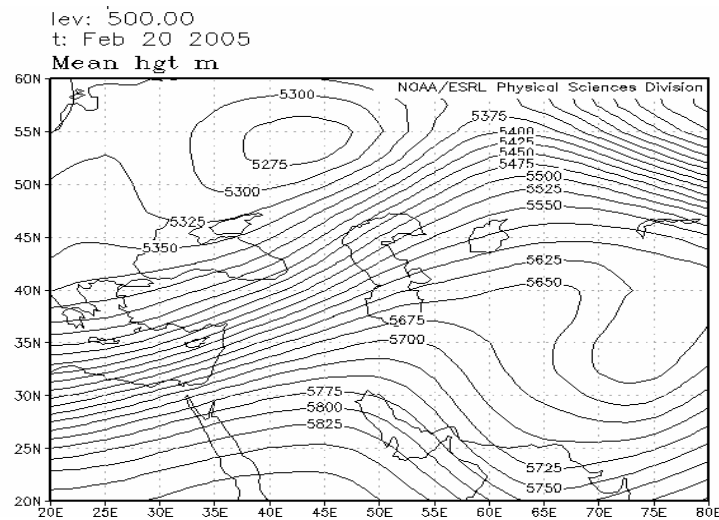 lev: 500.00
t: Feb 20 2005
Mean hgt m
60N
NOAA/ESRL Physical Sciences Division
5300
5375
55N
5400
5425
5450
5275
5475
50N
5300
5500
5525
5550
5325
45N
5350
5625
5650
40N
5675
35N
5700
30N
5775
5800
25N
5825
5725
5750
20N
20E 25E 30E 35E 40E 45E 50E 55E 60E 65E 70E 75E 80E